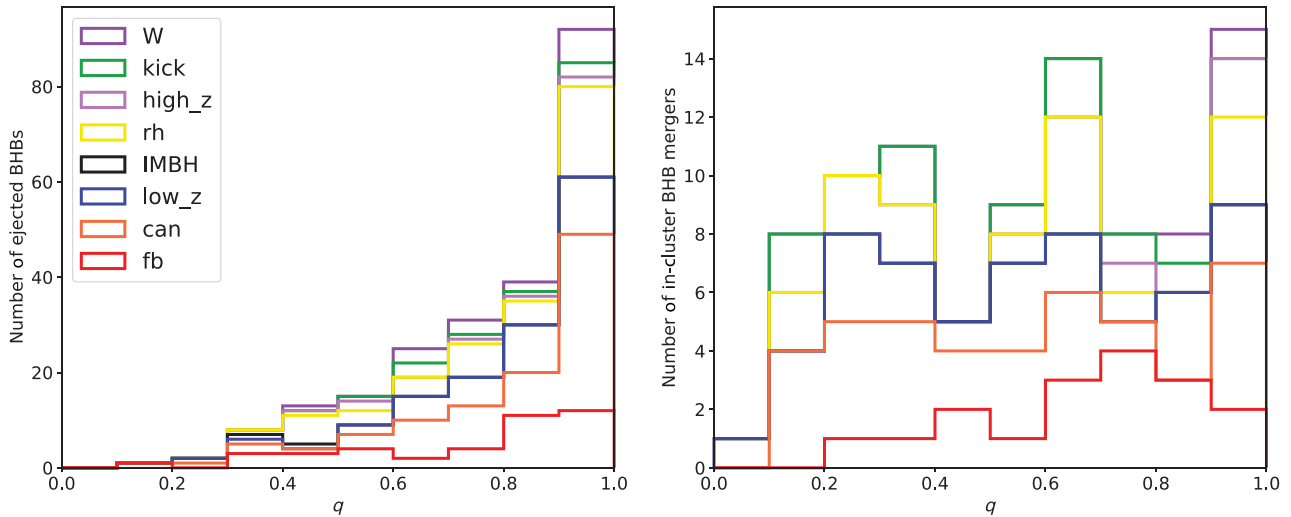 Number of ejected BHBs
80
60
40
20
0
W
kick
high_z
rh
IMBH
low_z
can
fb
0.0 0.2 0.4 0.6 0.8 1.0
q
Number of in-cluster BHB mergers
14
12
10
8
6
4
2
0
0.0 0.2 0.4 0.6 0.8 1.0
q